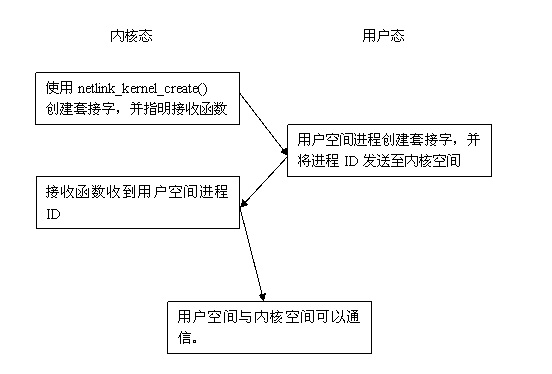 内核态
用户态
使用 netlink_kernel_create()
创建套接字，并指明接收函数
用户空间进程创建套接字，并
将进程 ID 发送至内核空间
接收函数收到用户空间进程
ID
用户空间与内核空间可以通
信。